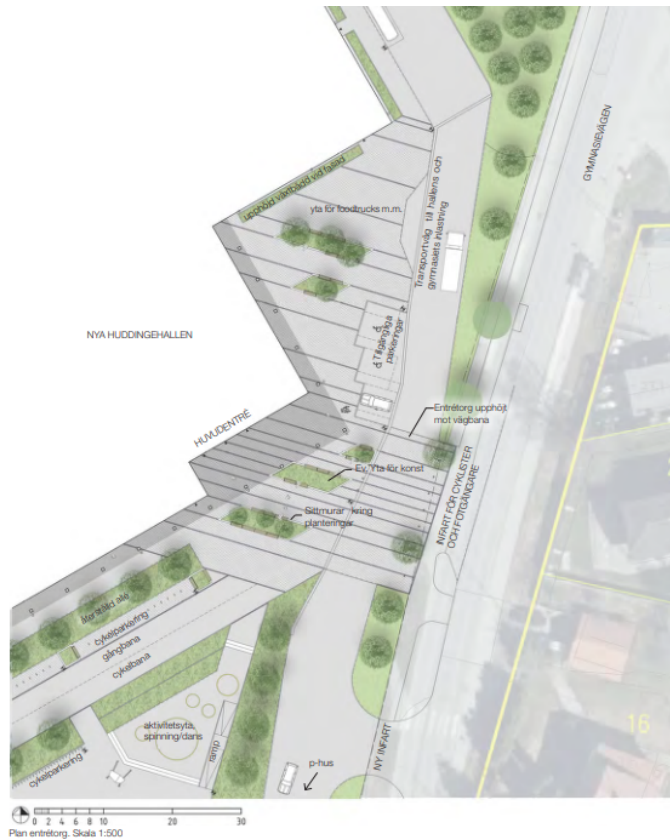 GYMNASIEVÄGEN
upphöjd växtbädd vid fasad
yta för foodtrucks m.m.
Transportväg till hallens och
gymnasiets inlastning
NYA HUDDINGEHALLEN
Tillgängliga
parkeringar
HUVUDENTRÉ
Entrétorg upphöjt
mot vägbana
Ev. Yta för konst
INFART FÖR CYKLISTER
OCH FOTGÄNGARE
Sittmurar kring
planteringar
återställd allé
cykelparkering
gångbana
cykelbana
aktivitetsyta,
spinning/dans
ramp
cykelparkering
p-hus
NY INFART
16
0 2 4 6 8 10 20 30
Plan entrétorg. Skala 1:500